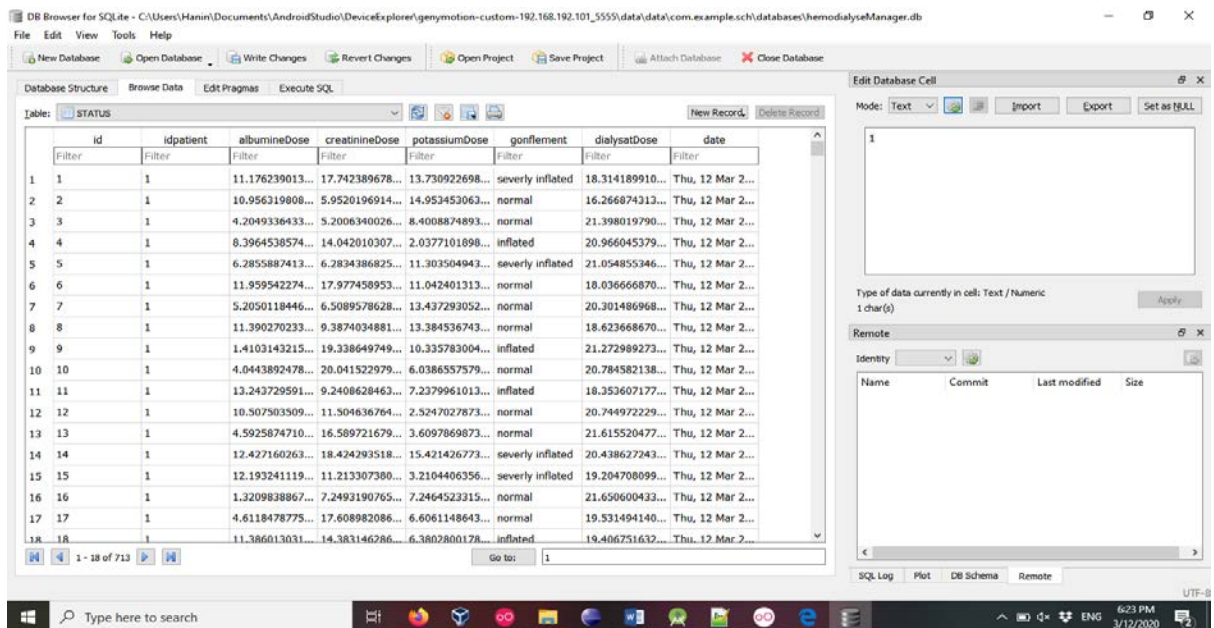 DB Browser for SQLite - C:\Users\Hanin\Documents\AndroidStudio\DeviceExplorer\genymotion-custom-192.168.192.101_5555\data\data\com.example.sch\databases\hemodialyseManager.db
File Edit View Tools Help
New Database Open Database Write Changes Revert Changes Open Project Save Project Attach Database Close Database
Database Structure Browse Data Edit Pragmas Execute SQL
Table: STATUS New Record Delete Record
id idpatient albumineDose creatinineDose potassiumDose gonflement dialysatDose date
Filter Filter Filter Filter Filter Filter Filter Filter
1 1 1 11.176239013... 17.742389678... 13.730922698... severly inflated 18.314189910... Thu, 12 Mar 2...
2 2 1 10.956319808... 5.9520196914... 14.953453063... normal 16.266874313... Thu, 12 Mar 2...
3 3 1 4.2049336433... 5.2006340026... 8.4008874893... normal 21.398019790... Thu, 12 Mar 2...
4 4 1 8.3964538574... 14.042010307... 2.0377101898... inflated 20.966045379... Thu, 12 Mar 2...
5 5 1 6.2855887413... 6.2834386825... 11.303504943... severly inflated 21.054855346... Thu, 12 Mar 2...
6 6 1 11.959542274... 17.977458953... 11.042401313... normal 18.036666870... Thu, 12 Mar 2...
7 7 1 5.2050118446... 6.5089578628... 13.437293052... normal 20.301486968... Thu, 12 Mar 2...
8 8 1 11.390270233... 9.3874034881... 13.384536743... normal 18.623668670... Thu, 12 Mar 2...
9 9 1 1.4103143215... 19.338649749... 10.335783004... inflated 21.272989273... Thu, 12 Mar 2...
10 10 1 4.0443892478... 20.041522979... 6.0386557579... normal 20.784582138... Thu, 12 Mar 2...
11 11 1 13.243729591... 9.2408628463... 7.2379961013... inflated 18.353607177... Thu, 12 Mar 2...
12 12 1 10.507503509... 11.504636764... 2.5247027873... normal 20.744972229... Thu, 12 Mar 2...
13 13 1 4.5925874710... 16.589721679... 3.6097869873... normal 21.615520477... Thu, 12 Mar 2...
14 14 1 12.427160263... 18.424293518... 15.421426773... severly inflated 20.438627243... Thu, 12 Mar 2...
15 15 1 12.193241119... 11.213307380... 3.2104406356... severly inflated 19.204708099... Thu, 12 Mar 2...
16 16 1 1.3209838867... 7.2493190765... 7.2464523315... normal 21.650600433... Thu, 12 Mar 2...
17 17 1 4.6118478775... 17.608982086... 6.6061148643... normal 19.531494140... Thu, 12 Mar 2...
18 18 1 11.386013031... 14.383146286... 6.3802800178... inflated 19.406751632... Thu, 12 Mar 2...
1 - 18 of 713 Go to: 1
Edit Database Cell
Mode: Text Import Export Set as NULL
1
Type of data currently in cell: Text / Numeric
1 char(s)
Apply
Remote
Identity
Name Commit Last modified Size
SQL Log Plot DB Schema Remote
UTF-8
Type here to search
ENG 6:23 PM
3/12/2020